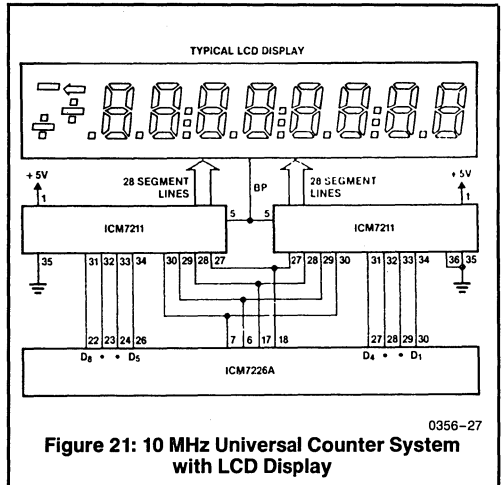 TYPICAL LCD DISPLAY
+5V
1
28 SEGMENT LINES
BP
28 SEGMENT LINES
+5V
1
ICM7211
5
5
ICM7211
35
31 32 33 34
30 29 28 27
27 28 29 30
31 32 33 34
36 35
22 23 24 26
7 6 17 18
27 28 29 30
D8 • • D5
D4 • • D1
ICM7226A
0356-27
Figure 21: 10 MHz Universal Counter System
with LCD Display